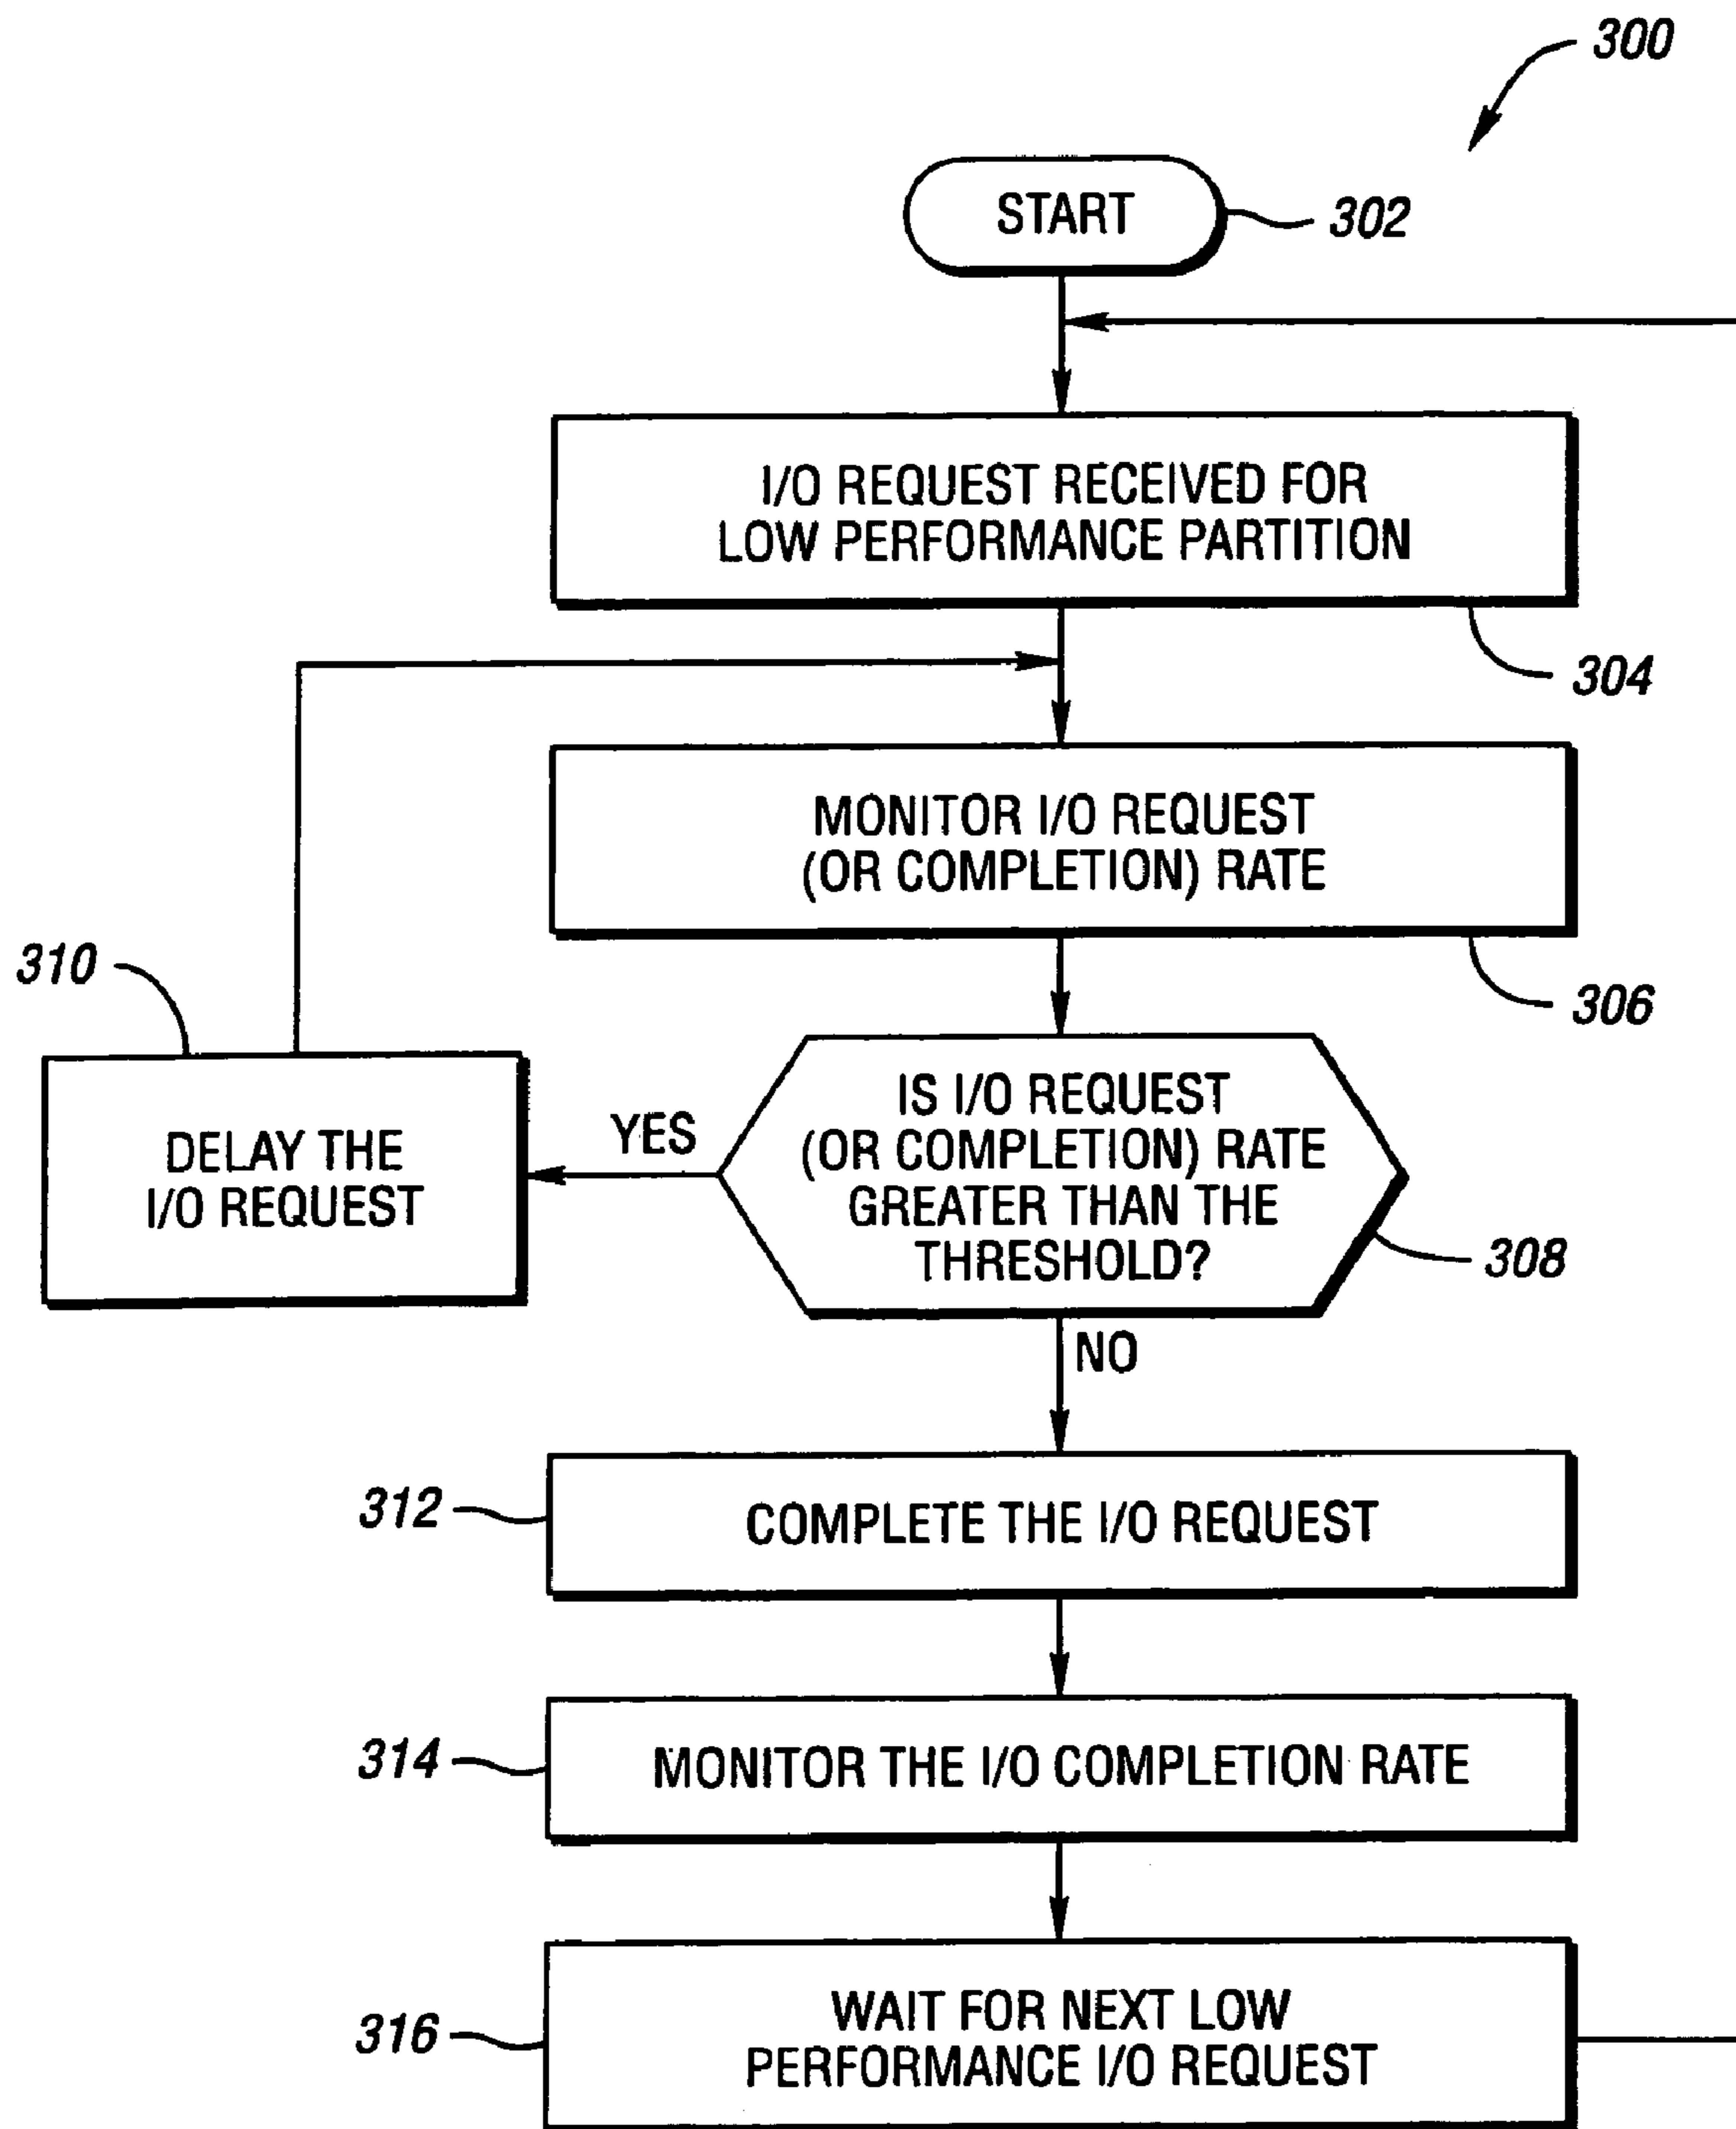 300
START
302
I/O REQUEST RECEIVED FOR
LOW PERFORMANCE PARTITION
304
MONITOR I/O REQUEST
(OR COMPLETION) RATE
306
310
DELAY THE
I/O REQUEST
YES
IS I/O REQUEST
(OR COMPLETION) RATE
GREATER THAN THE
THRESHOLD?
308
NO
312
COMPLETE THE I/O REQUEST
314
MONITOR THE I/O COMPLETION RATE
316
WAIT FOR NEXT LOW
PERFORMANCE I/O REQUEST